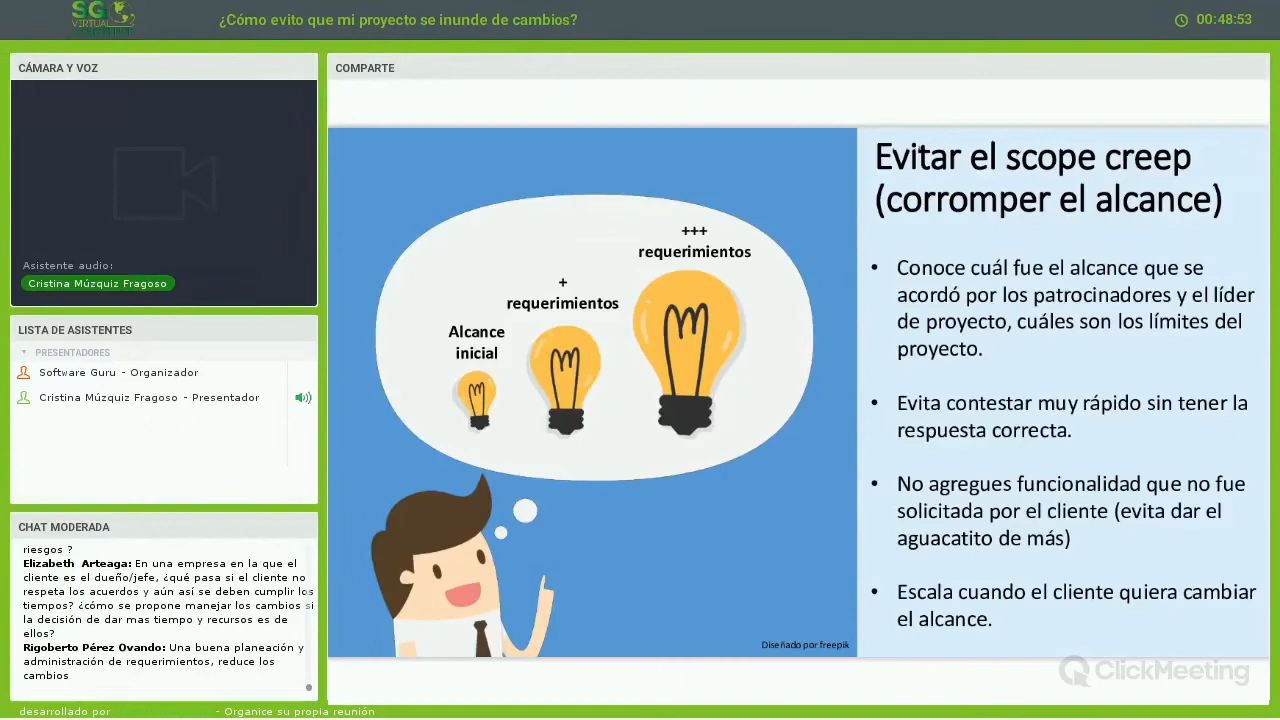 SG
VIRTUAL
¿Cómo evito que mi proyecto se inunde de cambios?
00:48:53
CÁMARA Y VOZ
Asistente audio:
Cristina Múzquiz Fragoso
LISTA DE ASISTENTES
PRESENTADORES
Software Guru - Organizador
Cristina Múzquiz Fragoso - Presentador
CHAT MODERADA
riesgos ?
Elizabeth Arteaga: En una empresa en la que el
cliente es el dueño/jefe, ¿qué pasa si el cliente no
respeta los acuerdos y aún así se deben cumplir los
tiempos? ¿cómo se propone manejar los cambios si
la decisión de dar mas tiempo y recursos es de
ellos?
Rigoberto Pérez Ovando: Una buena planeación y
administración de requerimientos, reduce los
cambios
desarrollado por
- Organice su propia reunión
COMPARTE
+++
requerimientos
+
requerimientos
Alcance
inicial
Diseñado por freepik
Evitar el scope creep
(corromper el alcance)
• Conoce cuál fue el alcance que se
acordó por los patrocinadores y el líder
de proyecto, cuáles son los límites del
proyecto.
• Evita contestar muy rápido sin tener la
respuesta correcta.
• No agregues funcionalidad que no fue
solicitada por el cliente (evita dar el
aguacatito de más)
• Escala cuando el cliente quiera cambiar
el alcance.
ClickMeeting